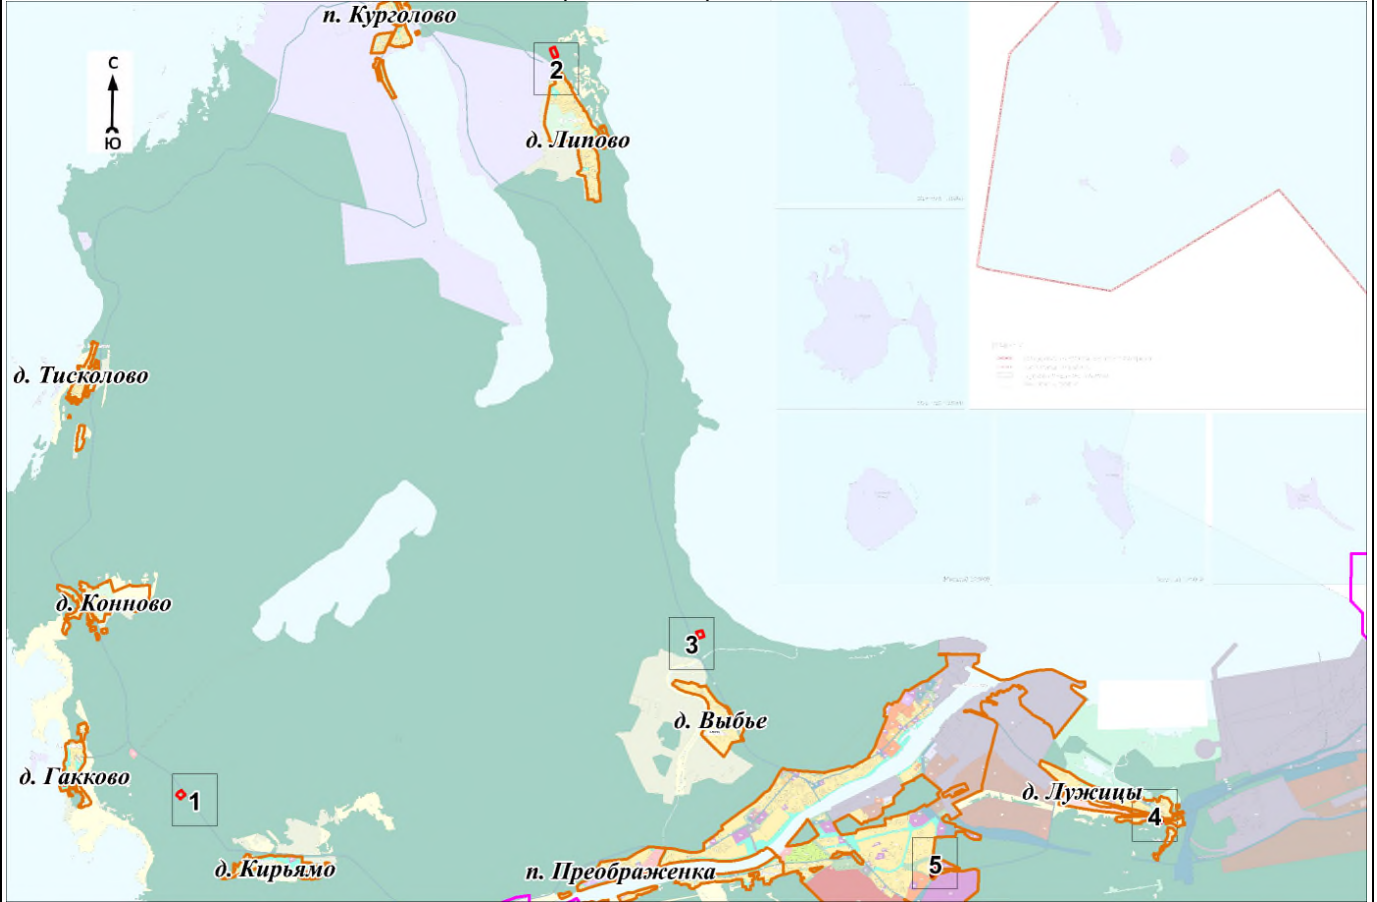 п. Курголово
С
Ю
2
д. Липово
д. Тисколово
д. Конново
3
д. Выбье
д. Гакково
1
д. Лужицы
4
д. Кирьямо
п. Преображенка
5